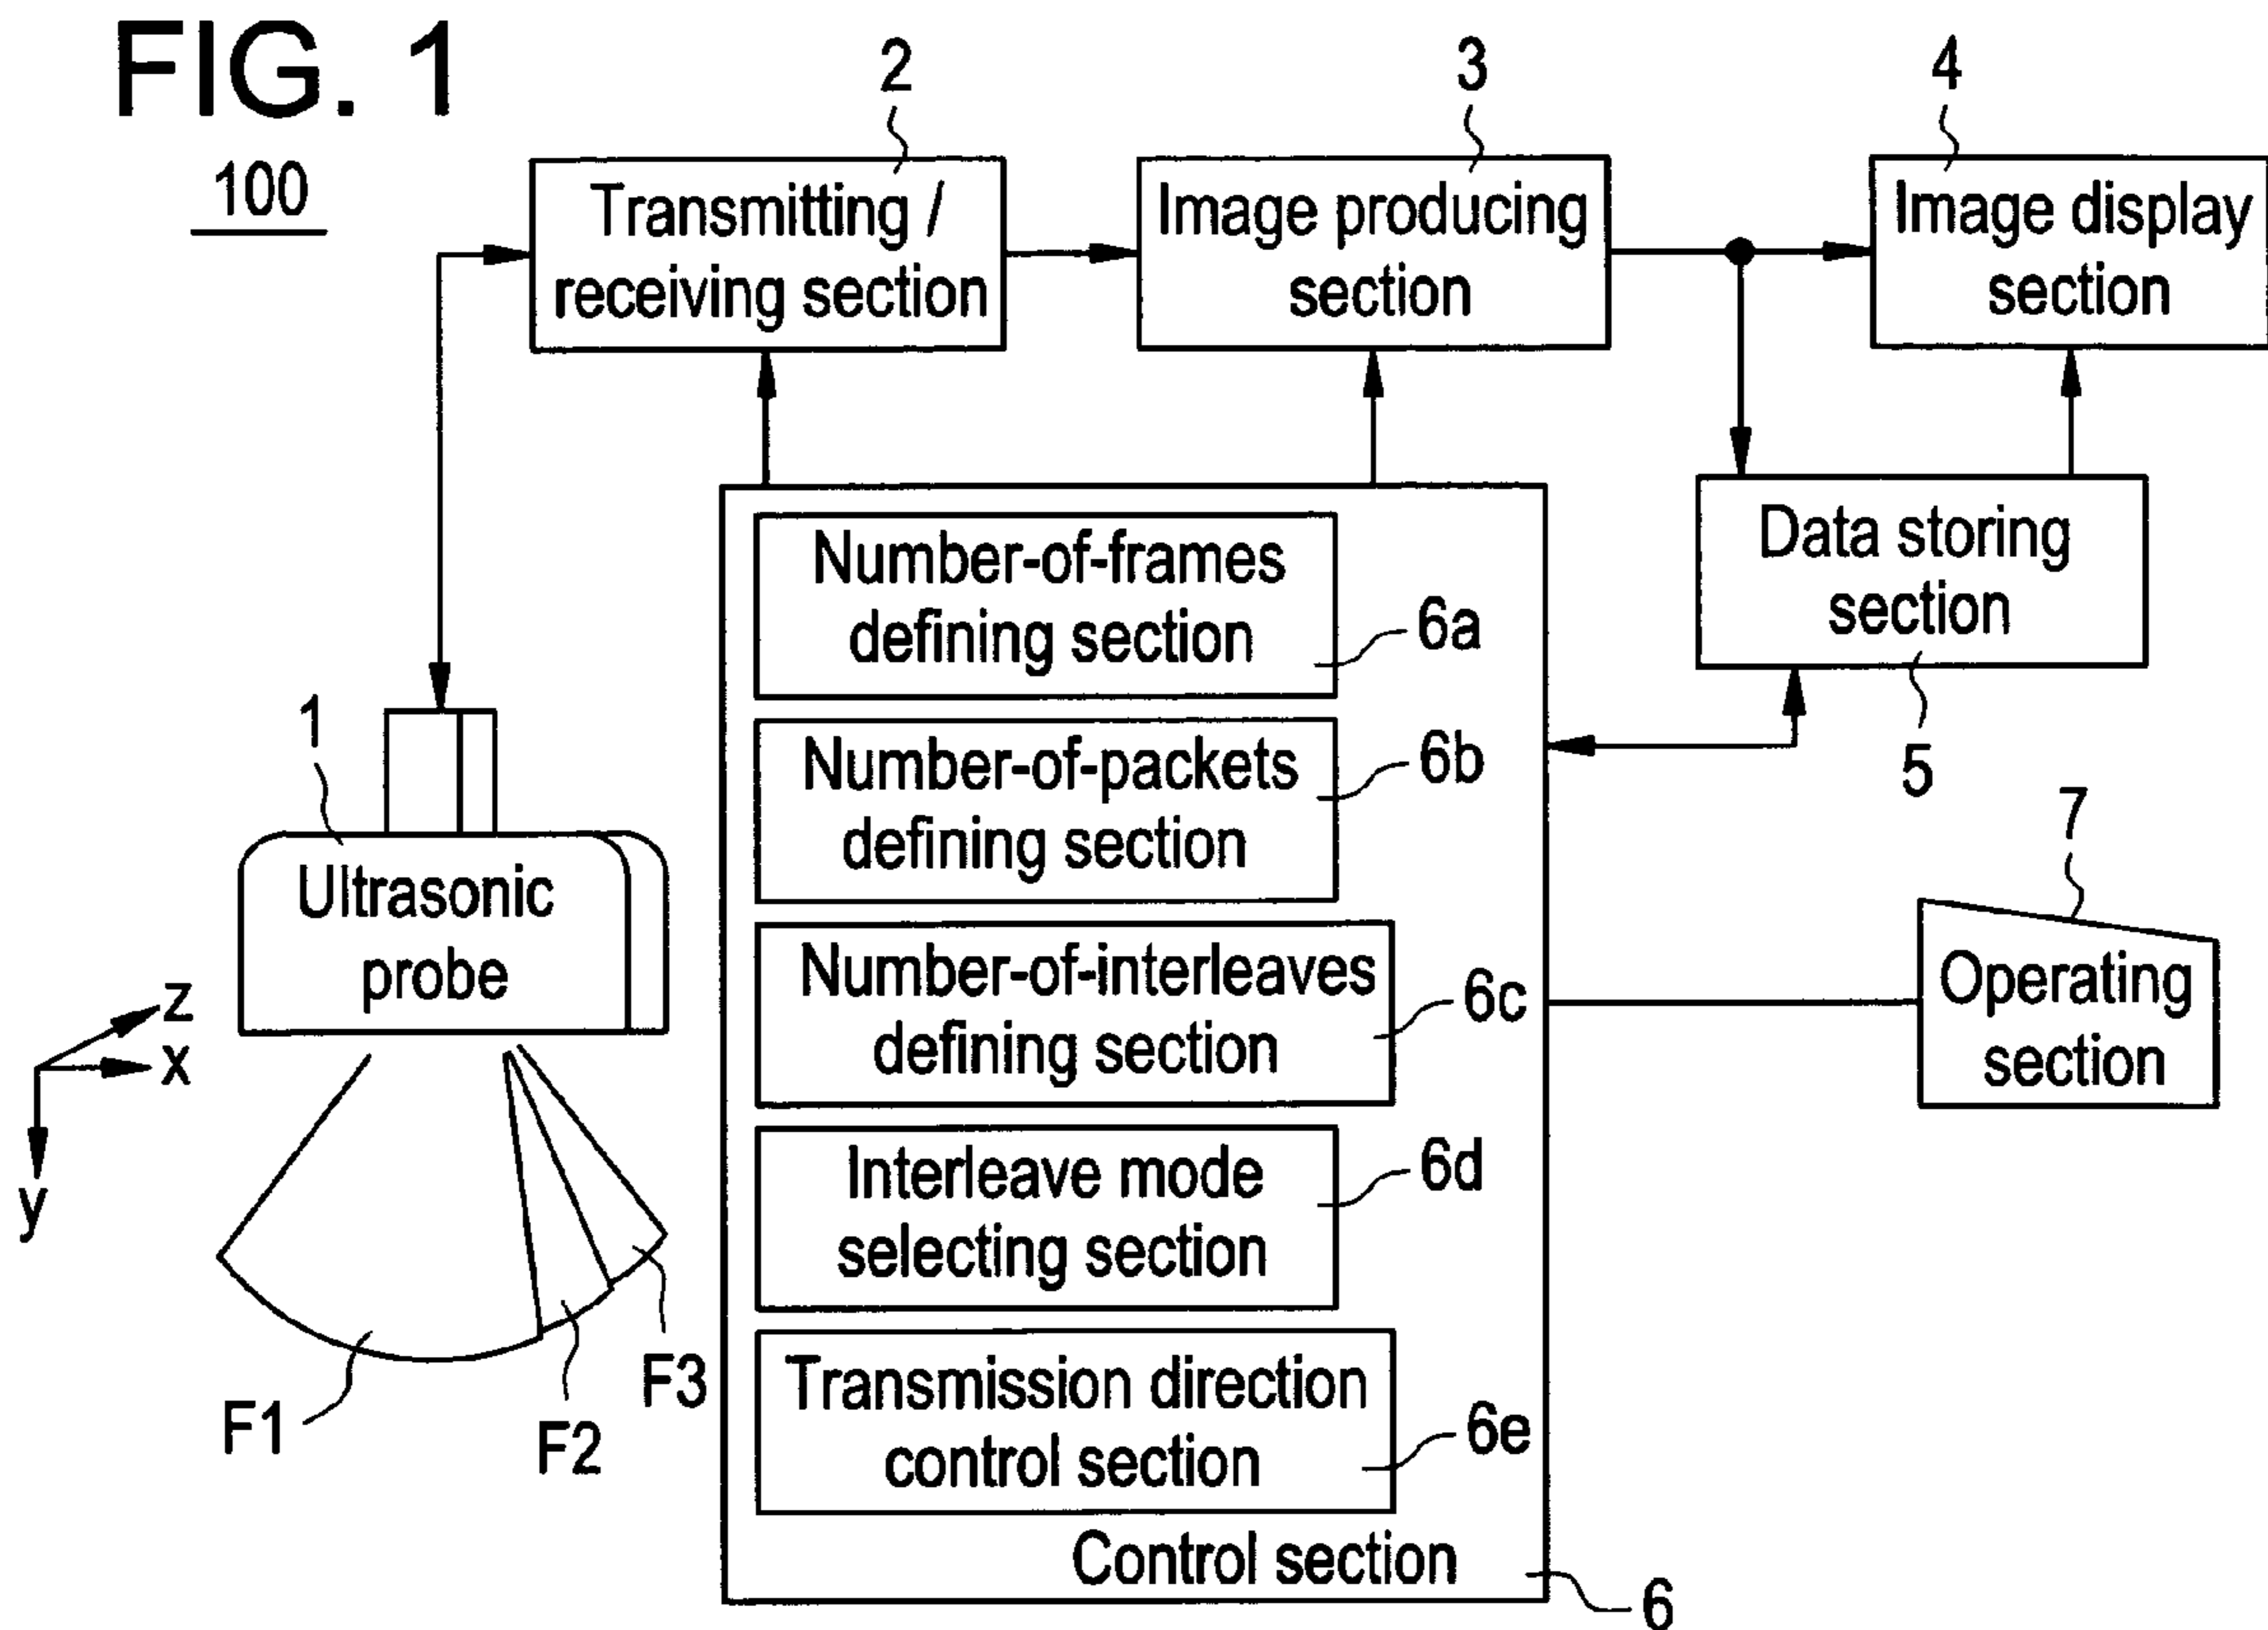 FIG. 1
100
2
3
4
Transmitting /
receiving section
Image producing
section
Image display
section
Number-of-frames
defining section
6a
Data storing
section
5
1
Number-of-packets
defining section
6b
Ultrasonic
probe
7
Operating
section
Number-of-interleaves
defining section
6c
z
x
y
Interleave mode
selecting section
6d
F1
F2
F3
Transmission direction
control section
6e
Control section
6